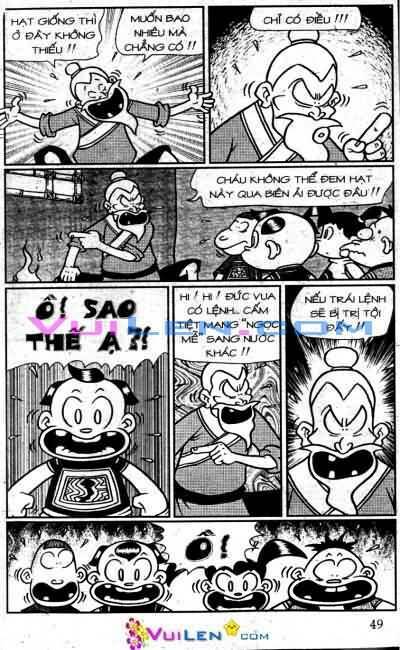 HẠT GIỐNG THÌ
Ở ĐÂY KHÔNG
THIẾU !!
MUỐN BAO
NHIÊU MÀ
CHẲNG CÓ !!
CHỈ CÓ ĐIỀU !!!
CHÁU KHÔNG THỂ ĐEM HẠT
NÀY QUA BIÊN ẢI ĐƯỢC ĐÂU !!
Ồ! SAO
THẾ Ạ?!
HI ! HI ! ĐỨC VUA
CÓ LỆNH.. CẤM
TIỆT MANG "NGỌC
MỄ" SANG NƯỚC
KHÁC !!
NẾU TRÁI LỆNH
SẼ BỊ TRỊ TỘI
ĐẤY !!
VUILEN.COM
Ồ!
49
VUILEN.COM